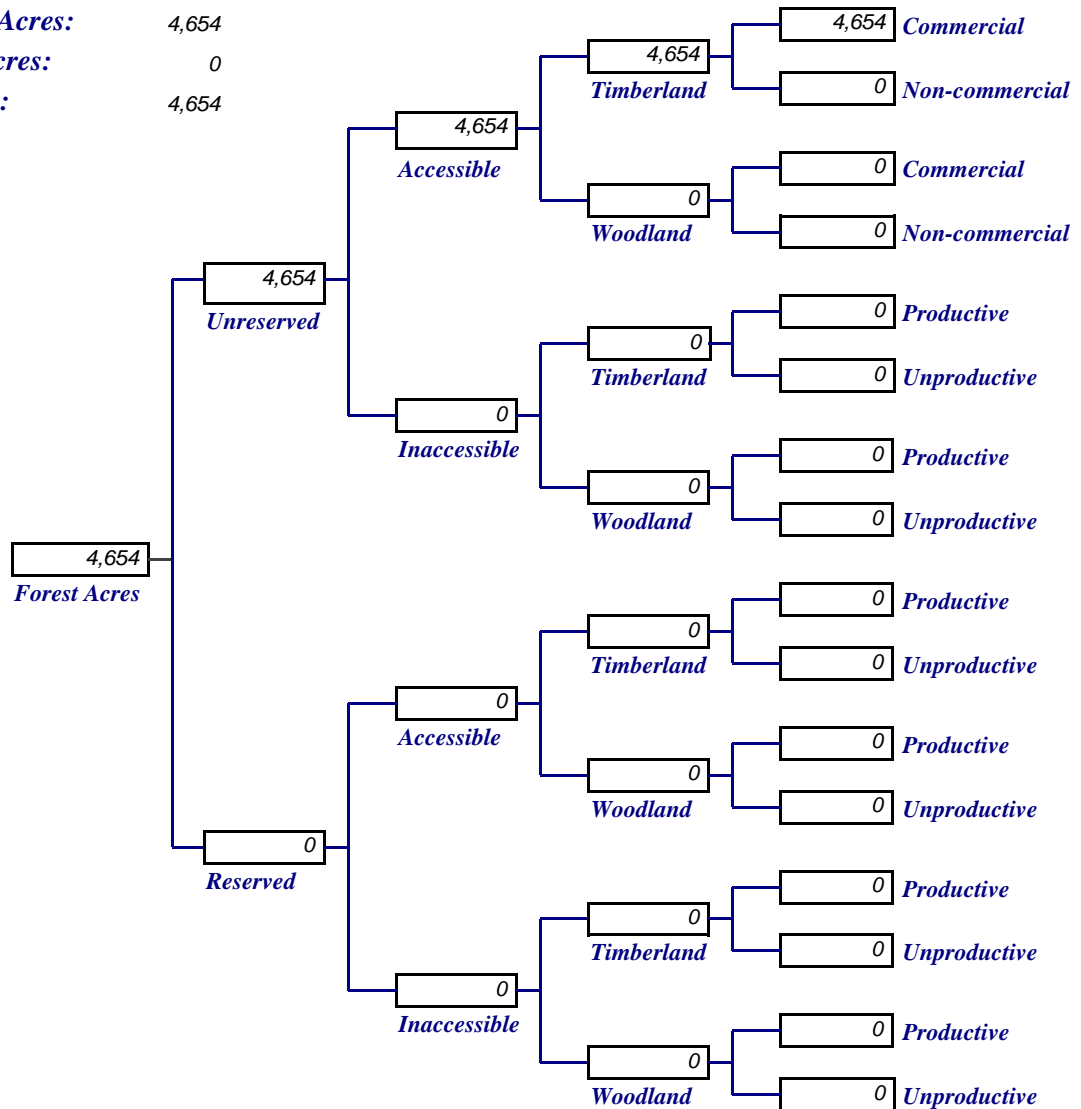 Acres: 4,654
cres: 0
: 4,654
4,654 Commercial
4,654
Timberland
0 Non-commercial
4,654
Accessible
0 Commercial
0
Woodland
0 Non-commercial
4,654
Unreserved
0 Productive
0
Timberland
0 Unproductive
0
Inaccessible
0 Productive
0
Woodland
0 Unproductive
4,654
Forest Acres
0 Productive
0
Timberland
0 Unproductive
0
Accessible
0 Productive
0
Woodland
0 Unproductive
0
Reserved
0 Productive
0
Timberland
0 Unproductive
0
Inaccessible
0 Productive
0
Woodland
0 Unproductive